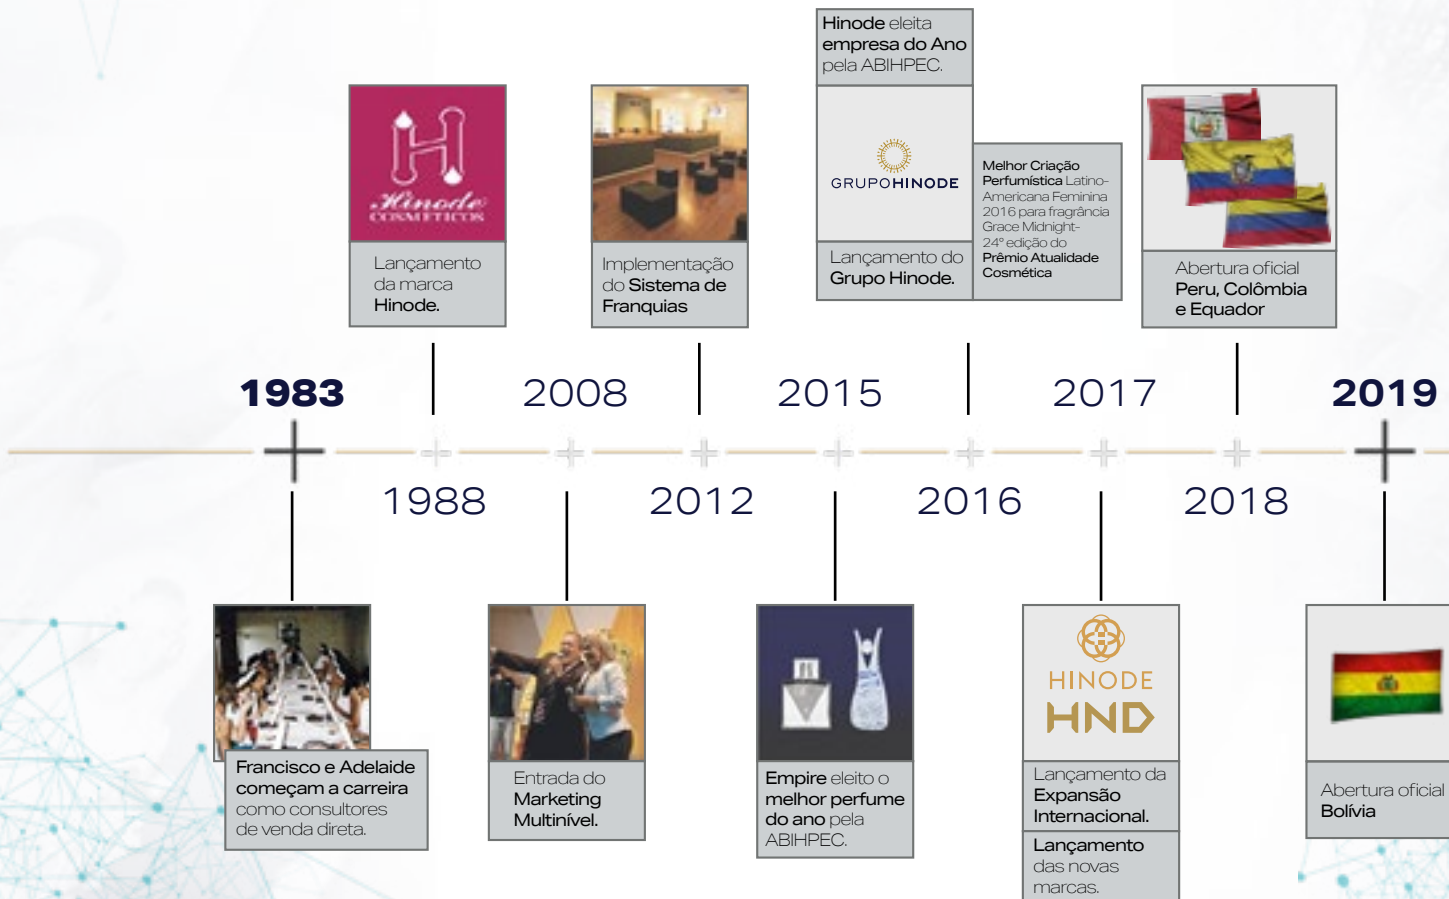 Hinode eleita
empresa do Ano
pela ABIHPEC.
H
Hinode
COSMÉTICOS
Lançamento
da marca
Hinode.
Implementação
do Sistema de
Franquias
GRUPOHINODE
Lançamento do
Grupo Hinode.
Melhor Criação
Perfumística Latino-
Americana Feminina
2016 para fragrância
Grace Midnight-
24º edição do
Prêmio Atualidade
Cosmética
Abertura oficial
Peru, Colômbia
e Equador
1983
2008
2015
2017
2019
1988
2012
2016
2018
Francisco e Adelaide
começam a carreira
como consultores
de venda direta.
Entrada do
Marketing
Multinível.
Empire eleito o
melhor perfume
do ano pela
ABIHPEC.
HINODE
HND
Lançamento da
Expansão
Internacional.
Lançamento
das novas
marcas.
Abertura oficial
Bolívia